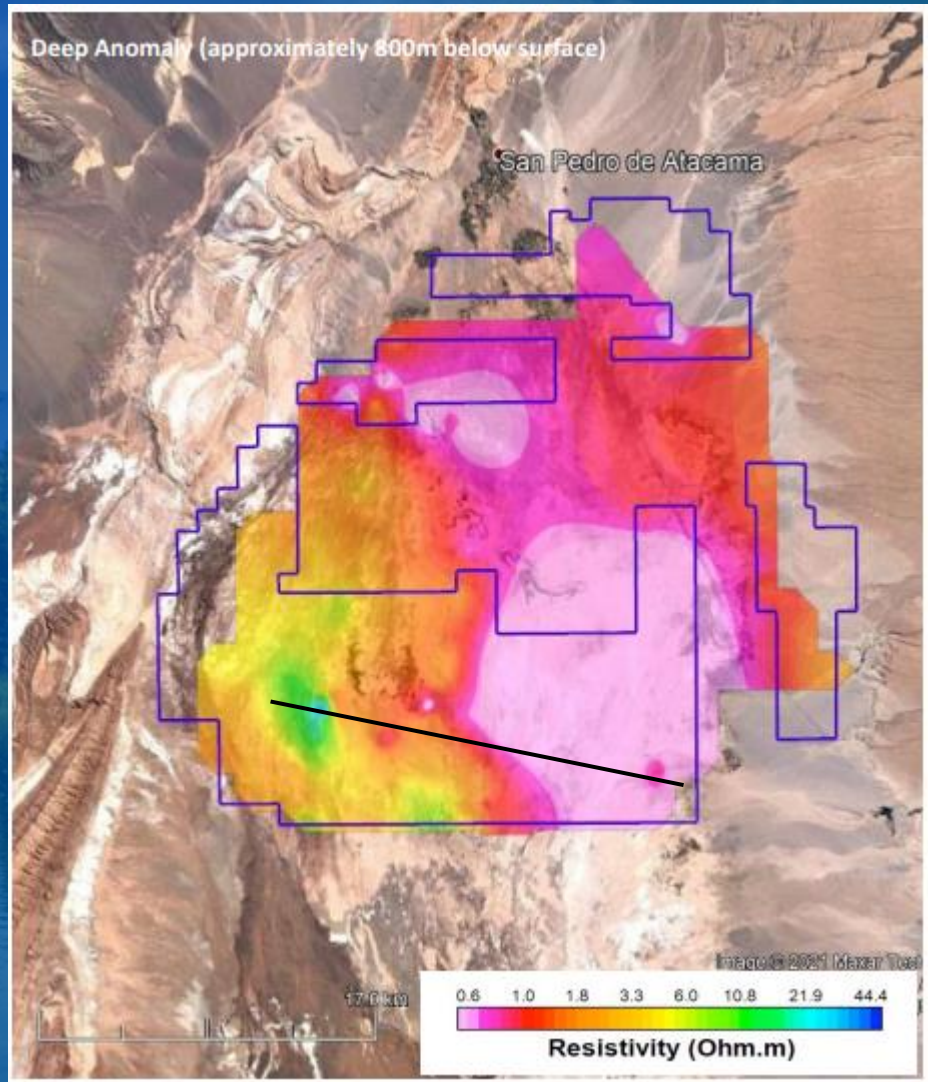 Deep Anomaly (approximately 800m below surface)
San Pedro de Atacama
Image © 2021 Maxar Tec
17.0 km
0.6 1.0 1.8 3.3 6.0 10.8 21.9 44.4
Resistivity (Ohm.m)